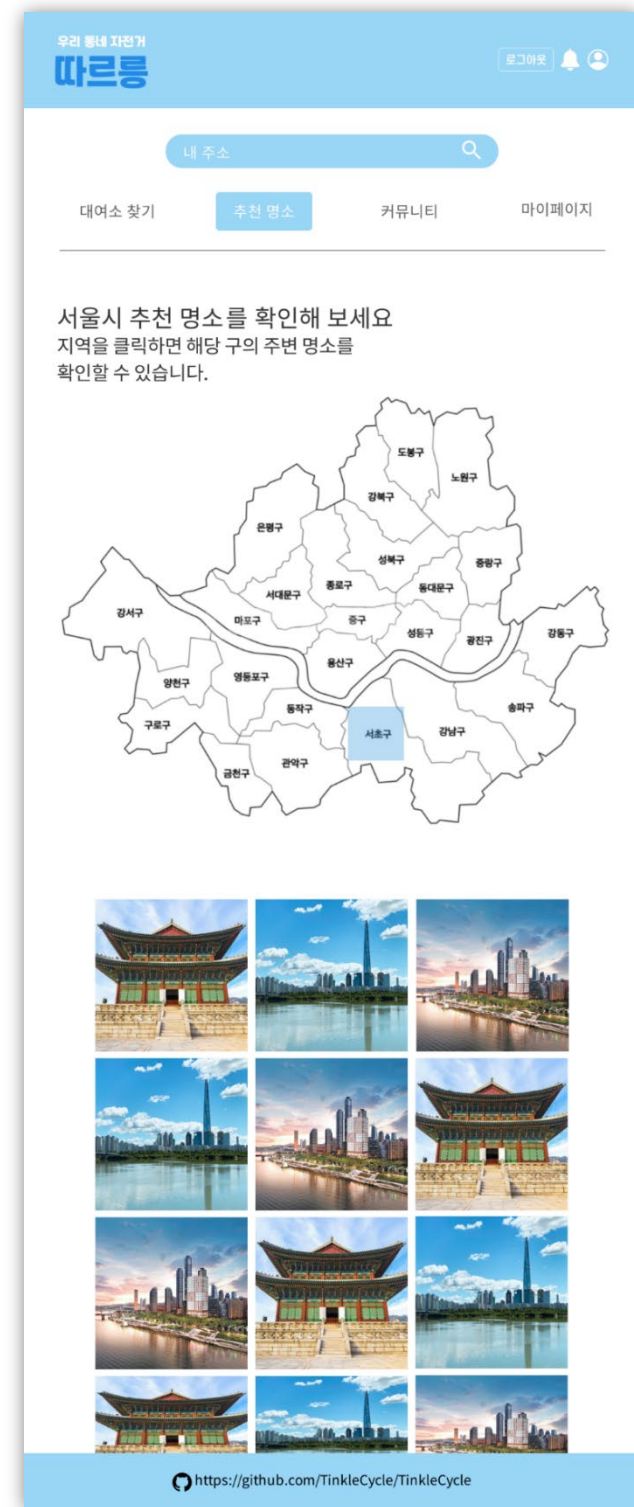 우리 동네 자전거
따르릉
로그아웃
내 주소
대여소 찾기
추천 명소
커뮤니티
마이페이지
서울시 추천 명소를 확인해 보세요
지역을 클릭하면 해당 구의 주변 명소를
확인할 수 있습니다.
도봉구
노원구
강북구
은평구
성북구
중랑구
종로구
동대문구
서대문구
강서구
마포구
중구
성동구
광진구
강동구
용산구
양천구
영등포구
동작구
송파구
구로구
서초구
강남구
관악구
금천구
https://github.com/TinkleCycle/TinkleCycle